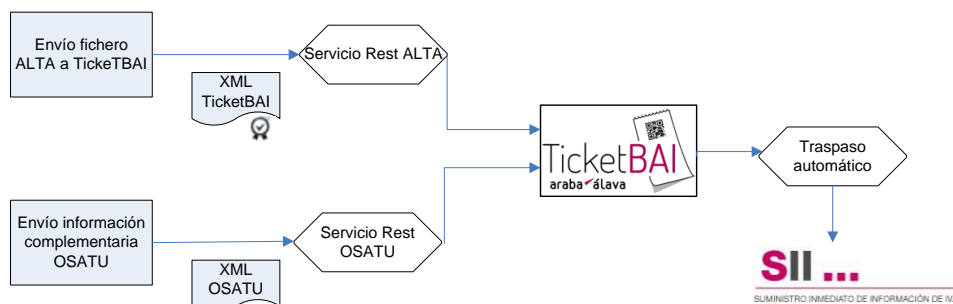 Envío fichero
ALTA a TickeTBAI
Servicio Rest ALTA
XML
TicketBAI
TicketBAI
araba álava
Traspaso
automático
Envío información
complementaria
OSATU
Servicio Rest
OSATU
XML
OSATU
SII ...
SUMINISTRO INMEDIATO DE INFORMACIÓN DE IV